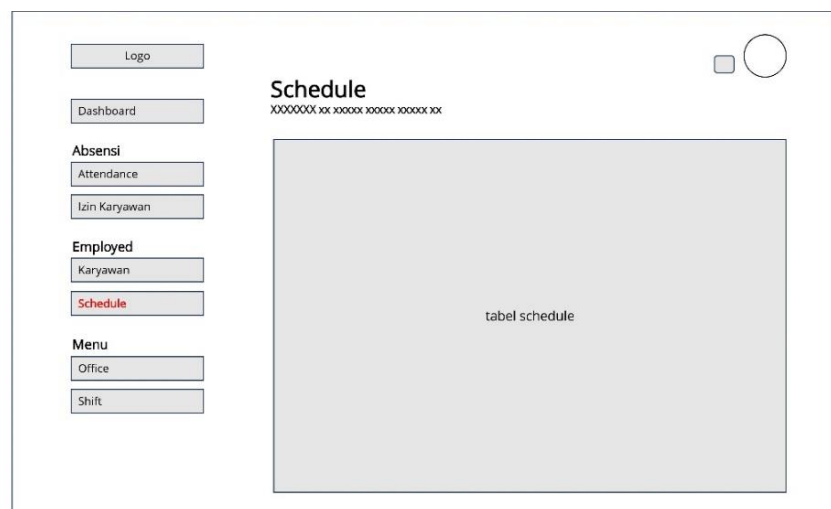 Logo
Dashboard
Absensi
Attendance
Izin Karyawan
Employed
Karyawan
Schedule
Menu
Office
Shift
Schedule
XXXXXXX xx xxxxx xxxxx xxxxx xx
tabel schedule